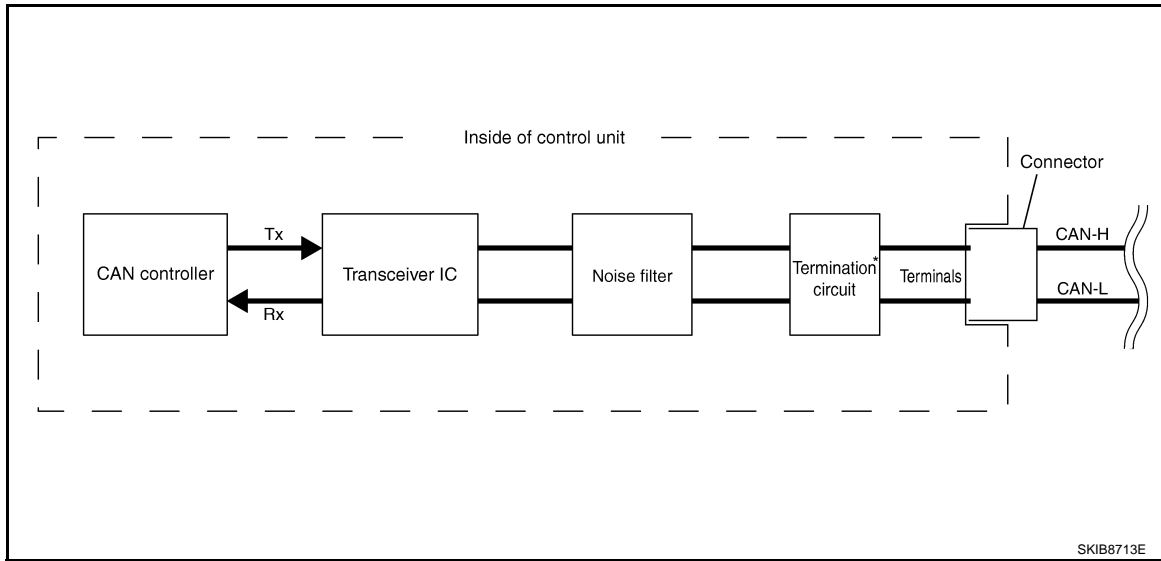 Inside of control unit
Connector
CAN controller
Tx
Rx
Transceiver IC
Noise filter
Termination*
circuit
Terminals
CAN-H
CAN-L
SKIB8713E